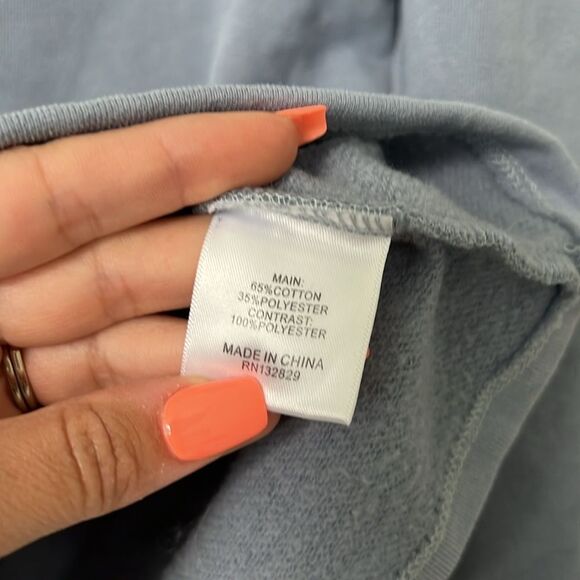 MAIN:
65%COTTON
35%POLYESTER
CONTRAST:
100%POLYESTER
MADE IN CHINA
RN132829